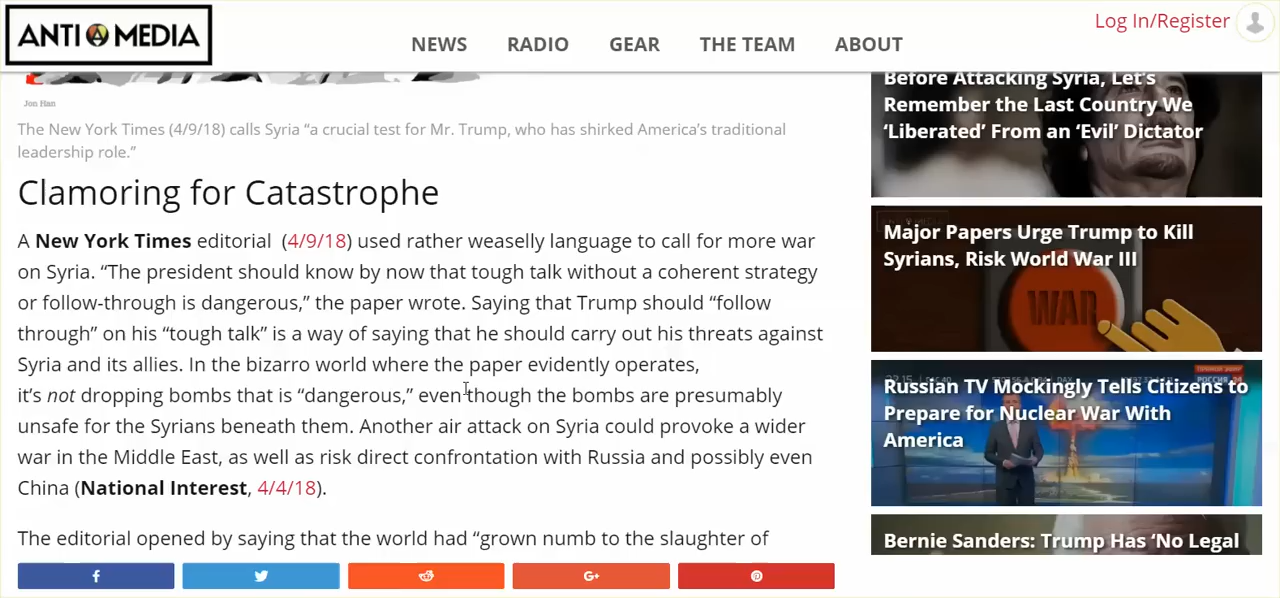 ANTI MEDIA
NEWS
RADIO
GEAR
THE TEAM
ABOUT
Log In/Register
Jon Han
The New York Times (4/9/18) calls Syria “a crucial test for Mr. Trump, who has shirked America’s traditional
leadership role.”
Clamoring for Catastrophe
A New York Times editorial (4/9/18) used rather weaselly language to call for more war
on Syria. “The president should know by now that tough talk without a coherent strategy
or follow-through is dangerous,” the paper wrote. Saying that Trump should “follow
through” on his “tough talk” is a way of saying that he should carry out his threats against
Syria and its allies. In the bizarro world where the paper evidently operates,
it’s not dropping bombs that is “dangerous,” even though the bombs are presumably
unsafe for the Syrians beneath them. Another air attack on Syria could provoke a wider
war in the Middle East, as well as risk direct confrontation with Russia and possibly even
China (National Interest, 4/4/18).
The editorial opened by saying that the world had “grown numb to the slaughter of
Before Attacking Syria, Let’s
Remember the Last Country We
‘Liberated’ From an ‘Evil’ Dictator
Major Papers Urge Trump to Kill
Syrians, Risk World War III
WAR
Russian TV Mockingly Tells Citizens to
Prepare for Nuclear War With
America
Bernie Sanders: Trump Has ‘No Legal
f
G+